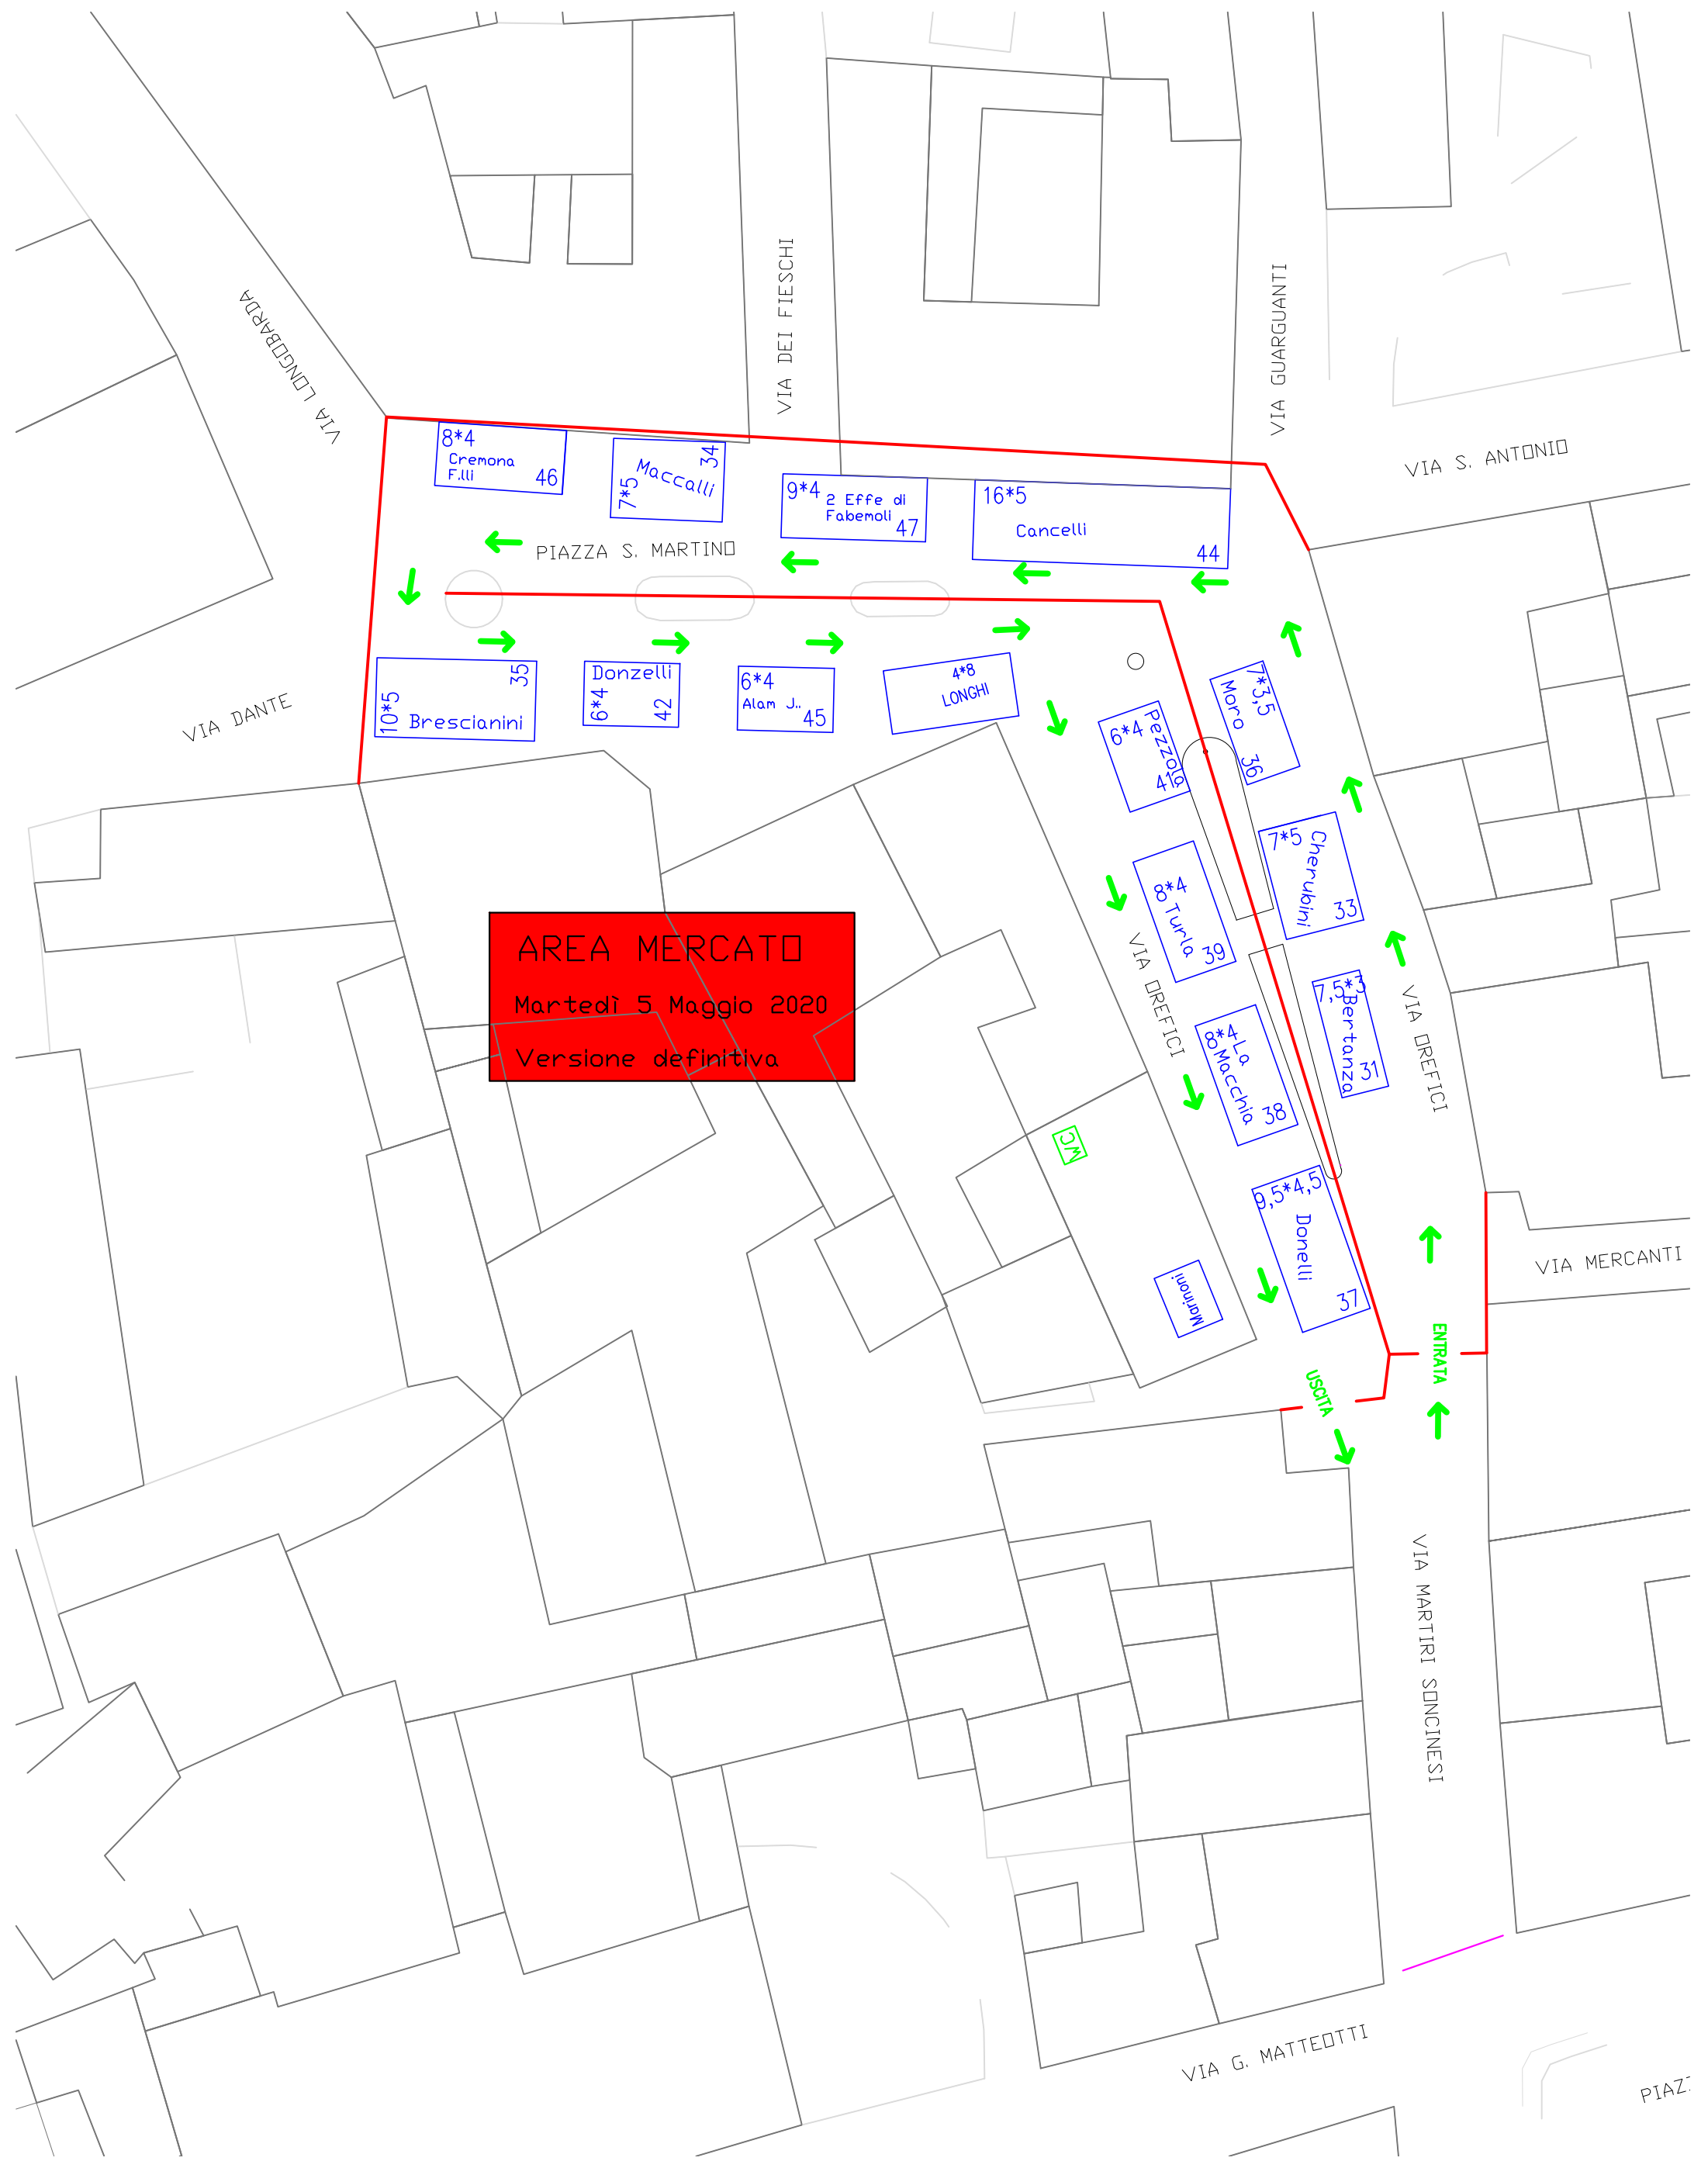 VIA LONGOBARDA
VIA DEI FIESCHI
VIA GUARGUANTI
VIA S. ANTONIO
8*4
Cremona
F.lli
46
34
Maccalli
7*5
9*4
2 Effe di
Fabemoli
47
16*5
Cancelli
44
PIAZZA S. MARTINO
VIA DANTE
35
10*5
Brescianini
Donzelli
6*4
42
6*4
Alam J..
45
4*8
LONGHI
6*4
Pezzola
41
7*3,5
Moro
36
8*4
Turla
39
7*5
Cherubini
33
VIA OREFICI
8*4
La
Macchia
38
7,5*3
Bertanza
31
VIA OREFICI
AREA MERCATO
Martedì 5 Maggio 2020
Versione definitiva
WC
9,5*4,5
Donelli
37
Marinoni
VIA MERCANTI
ENTRATA
USCITA
VIA MARTIRI SONCINESI
VIA G. MATTEOTTI
PIAZ